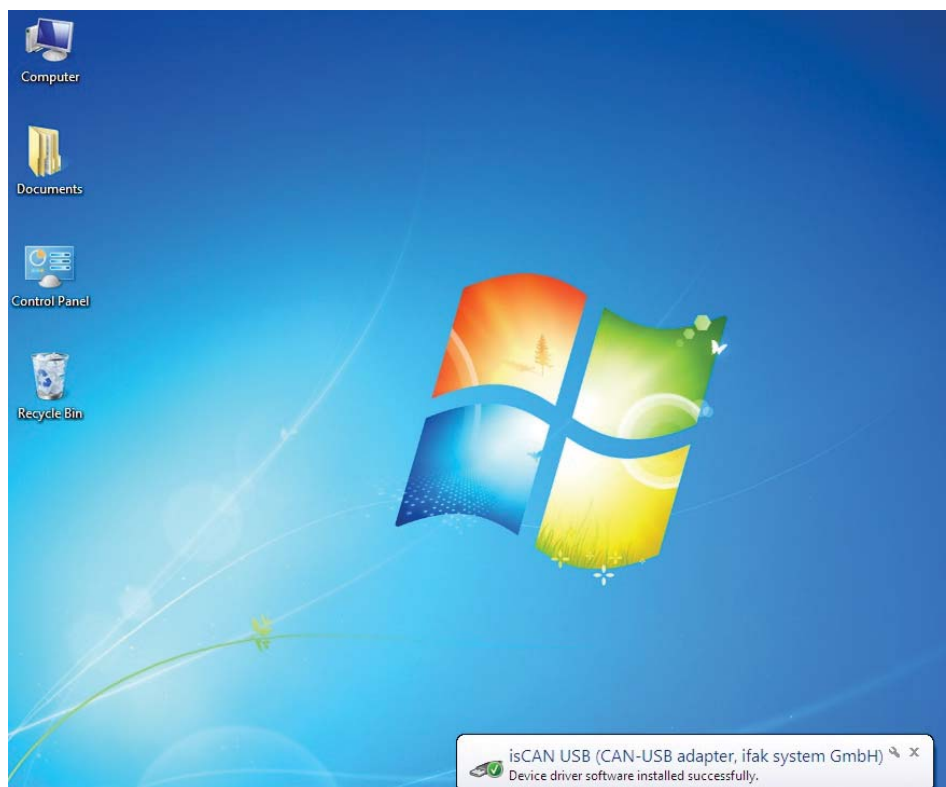 Computer
Documents
Control Panel
Recycle Bin
isCAN USB (CAN-USB adapter, ifak system GmbH)
Device driver software installed successfully.